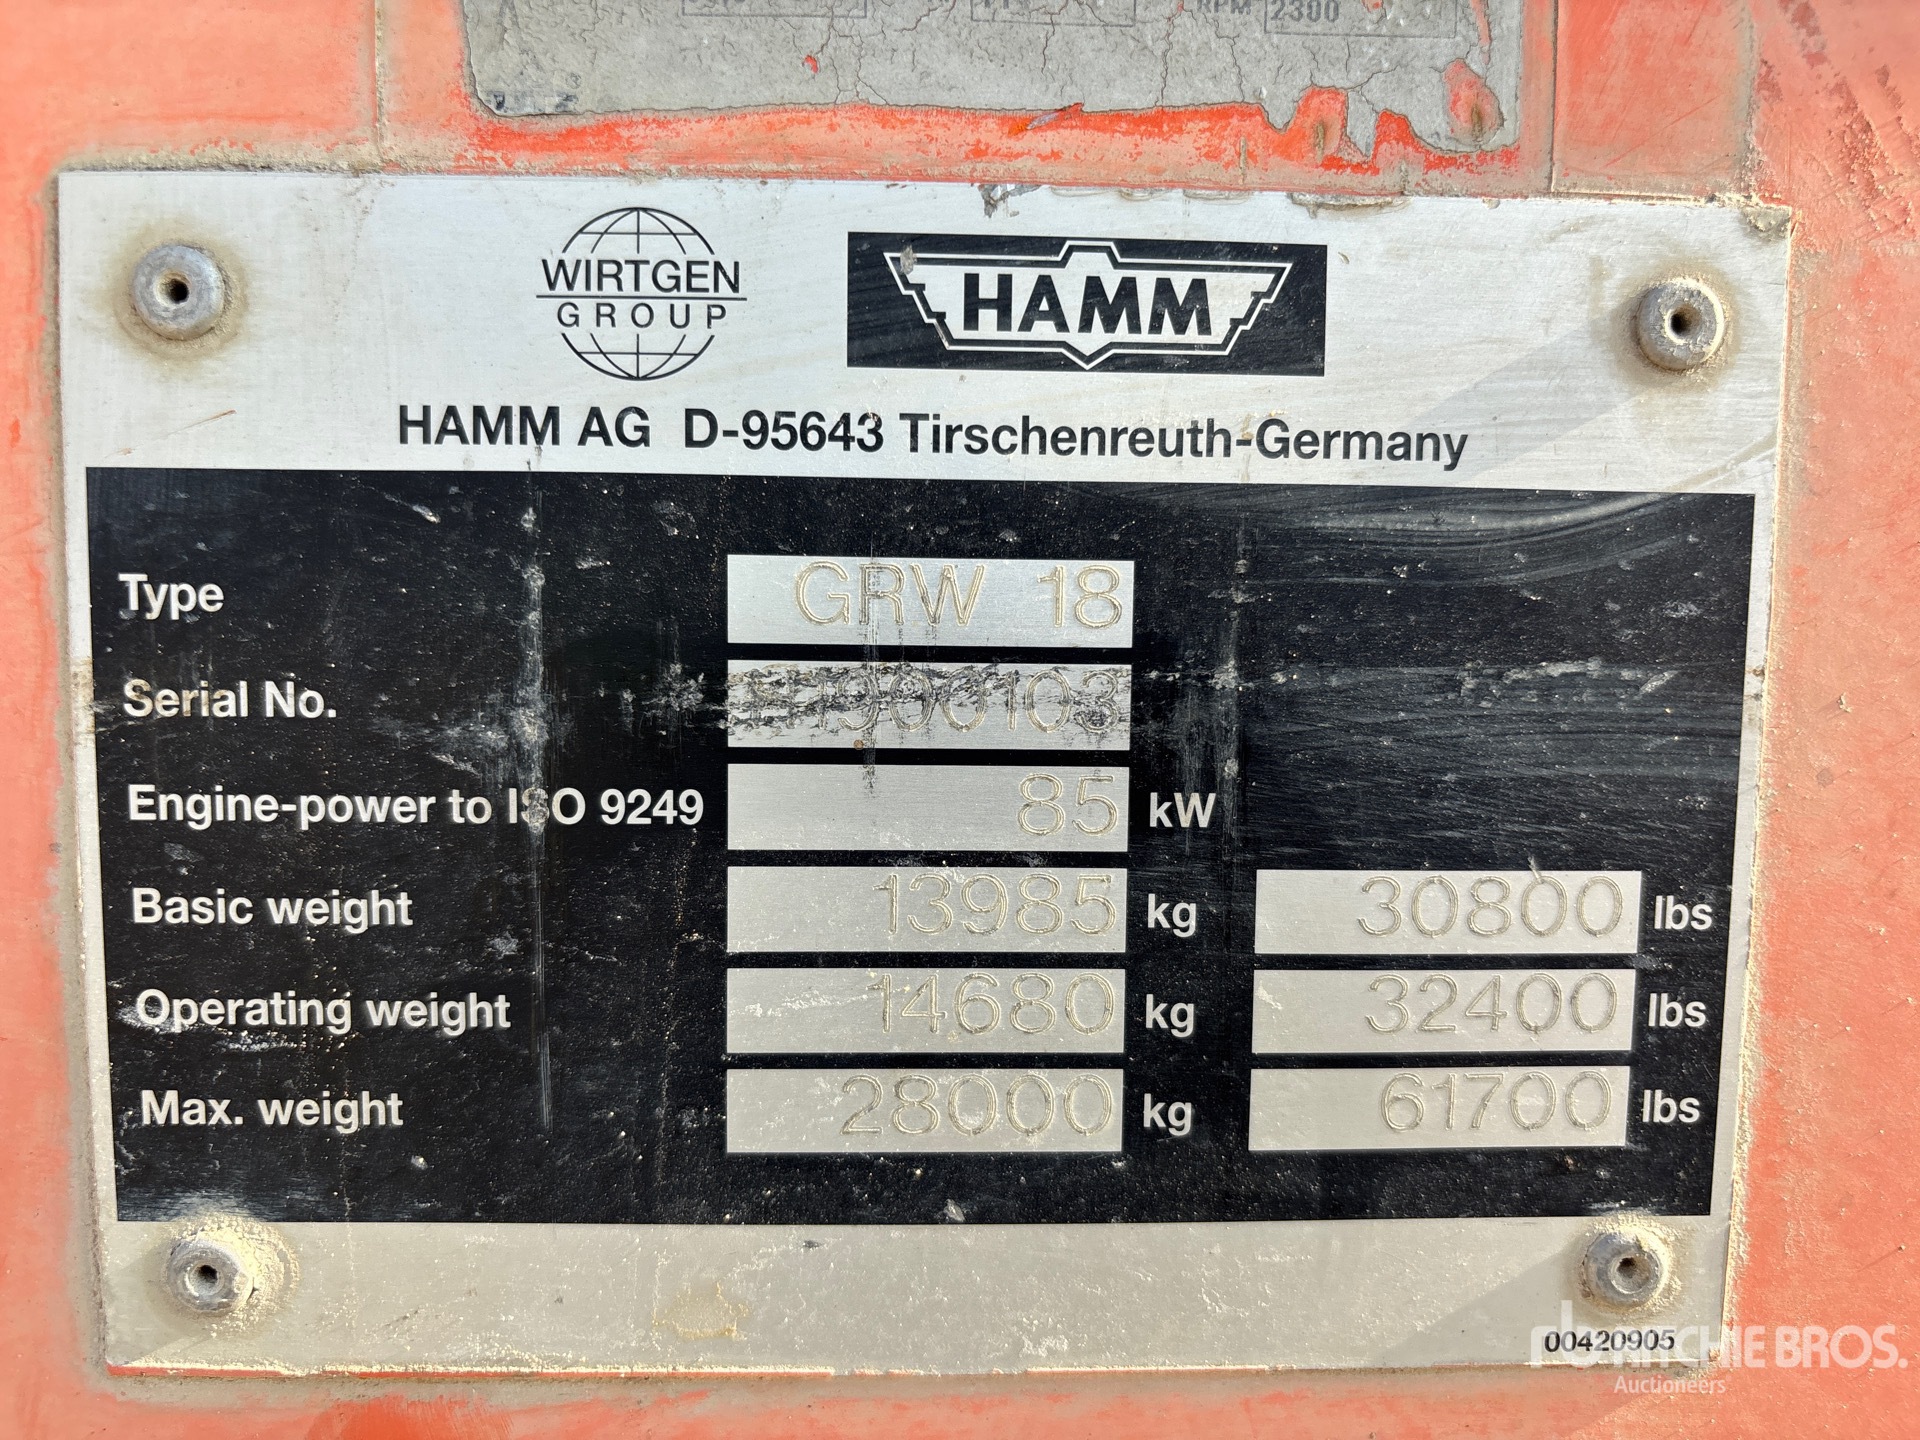 RPM 2300
WIRTGEN
GROUP
HAMM
HAMM AG D-95643 Tirschenreuth-Germany
Type GRW 18
Serial No.
Engine-power to ISO 9249 85 kW
Basic weight 13985 kg 30800 lbs
Operating weight 14680 kg 32400 lbs
Max. weight 28000 kg 61700 lbs
00420905
rb RITCHIE BROS.
Auctioneers